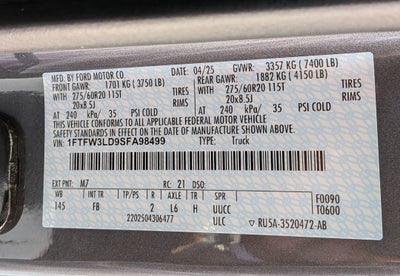 MFD. BY FORD MOTOR CO.
DATE: 04/25 GVWR: 3357 KG (7400 LB)
FRONT GAWR: 1701 KG (3750 LB) REAR GAWR: 1882 KG (4150 LB)
275/60R20 115T TIRES 275/60R20 115T TIRES
20x8.5J RIMS 20x8.5J RIMS
AT 240 kPa/ 35 PSI COLD AT 240 kPa/ 35 PSI COLD
THIS VEHICLE CONFORMS TO ALL APPLICABLE FEDERAL MOTOR VEHICLE
SAFETY STANDARDS IN EFFECT ON THE DATE OF MANUFACTURE SHOWN ABOVE.
VIN: 1FTFW3LD9SFA98499 TYPE: Truck
EXT PNT: M7 RC: 21 DSO:
WB INT TR TR AXLE SPR F0090
145 FB 2 L6 H UUCC T0600
2202504306477 ULC RU5A-3520472-AB